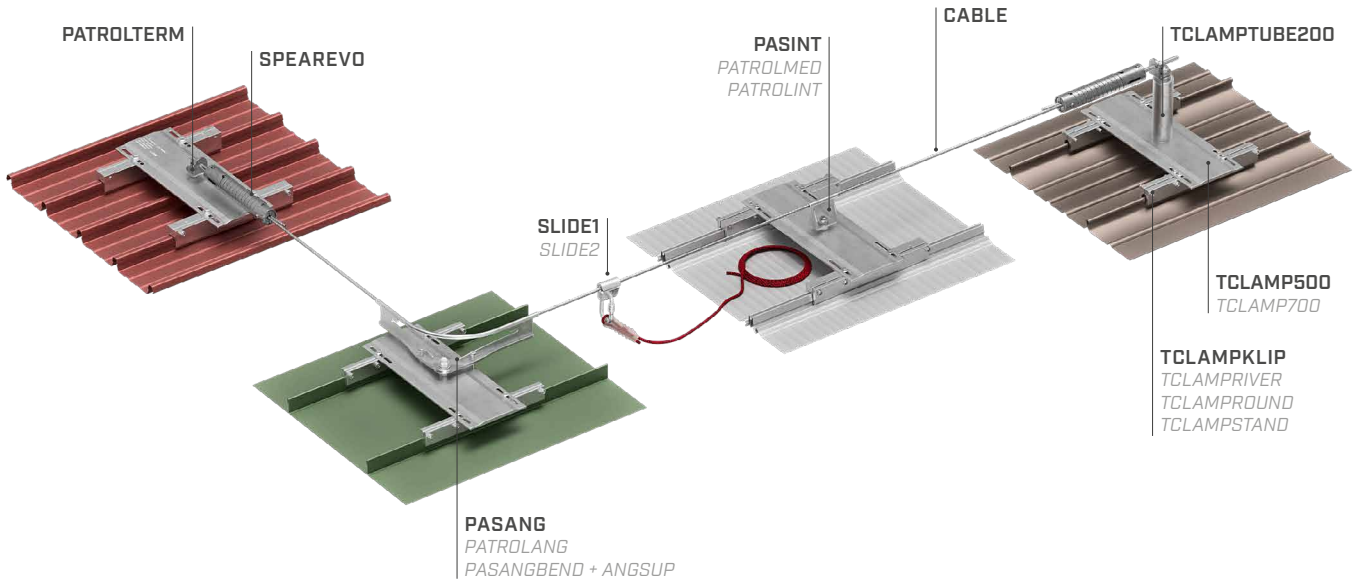 PATROLTERM
SPEAREVO
PASINT
PATROLMED
PATROLINT
CABLE
TCLAMPTUBE200
SLIDE1
SLIDE2
TCLAMP500
TCLAMP700
TCLAMPKLIP
TCLAMPRIVER
TCLAMPROUND
TCLAMPSTAND
PASANG
PATROLANG
PASANGBEND + ANGSUP